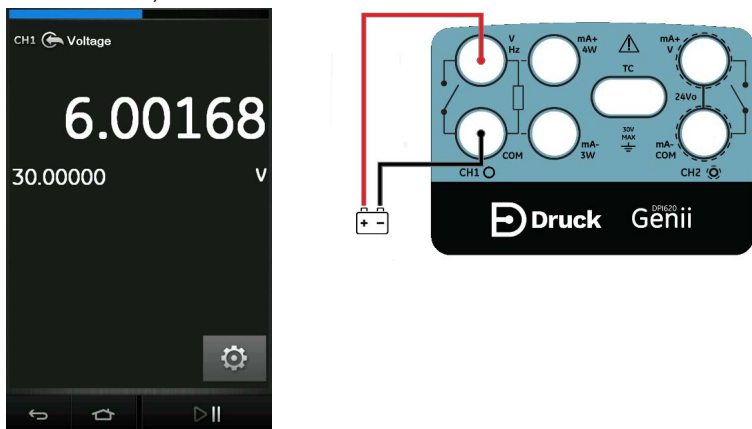 CH1 Voltage
6.00168
30.00000 V
V
Hz
mA+
4W
mA+
V
TC
24Vo
30V
MAX
COM
mA-
3W
mA-
COM
CH1
CH2
+ -
Druck
DPI620
Genii